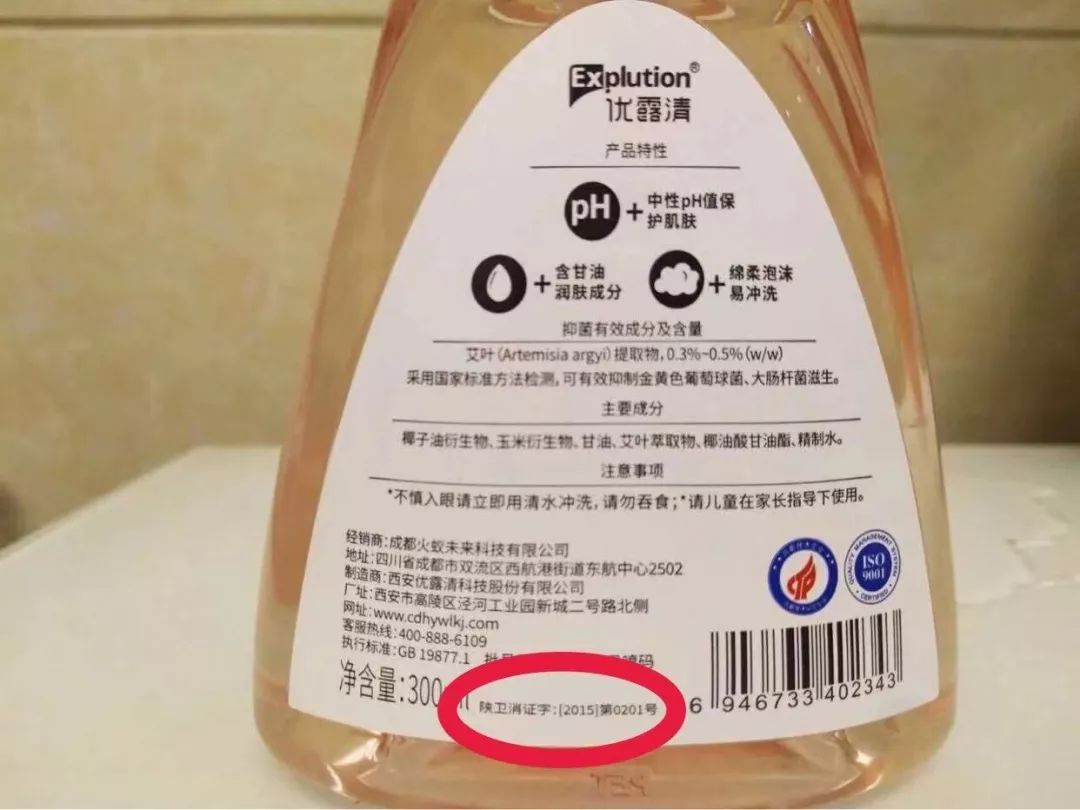 Explution®
优露清
产品特性
pH + 中性pH值保护肌肤
+ 含甘油
润肤成分
+ 绵柔泡沫
易冲洗
抑菌有效成分及含量
艾叶(Artemisia argyi)提取物,0.3%~0.5%(w/w)
采用国家标准方法检测,可有效抑制金黄色葡萄球菌、大肠杆菌滋生。
主要成分
椰子油衍生物、玉米衍生物、甘油、艾叶萃取物、椰油酸甘油酯、精制水。
注意事项
*不慎入眼请立即用清水冲洗,请勿吞食;*请儿童在家长指导下使用。
经销商:成都火蚁未来科技有限公司
地址:四川省成都市双流区西航港街道东航中心2502
制造商:西安优露清科技股份有限公司
厂址:西安市高陵区泾河工业园新城二号路北侧
网址:www.cdhywlkj.com
客服热线:400-888-6109
执行标准:GB 19877.1
净含量:300
陕卫消证字:[2015]第0201号
QUALITY MANAGEMENT SYSTEM
ISO
9001
6 946733 402343